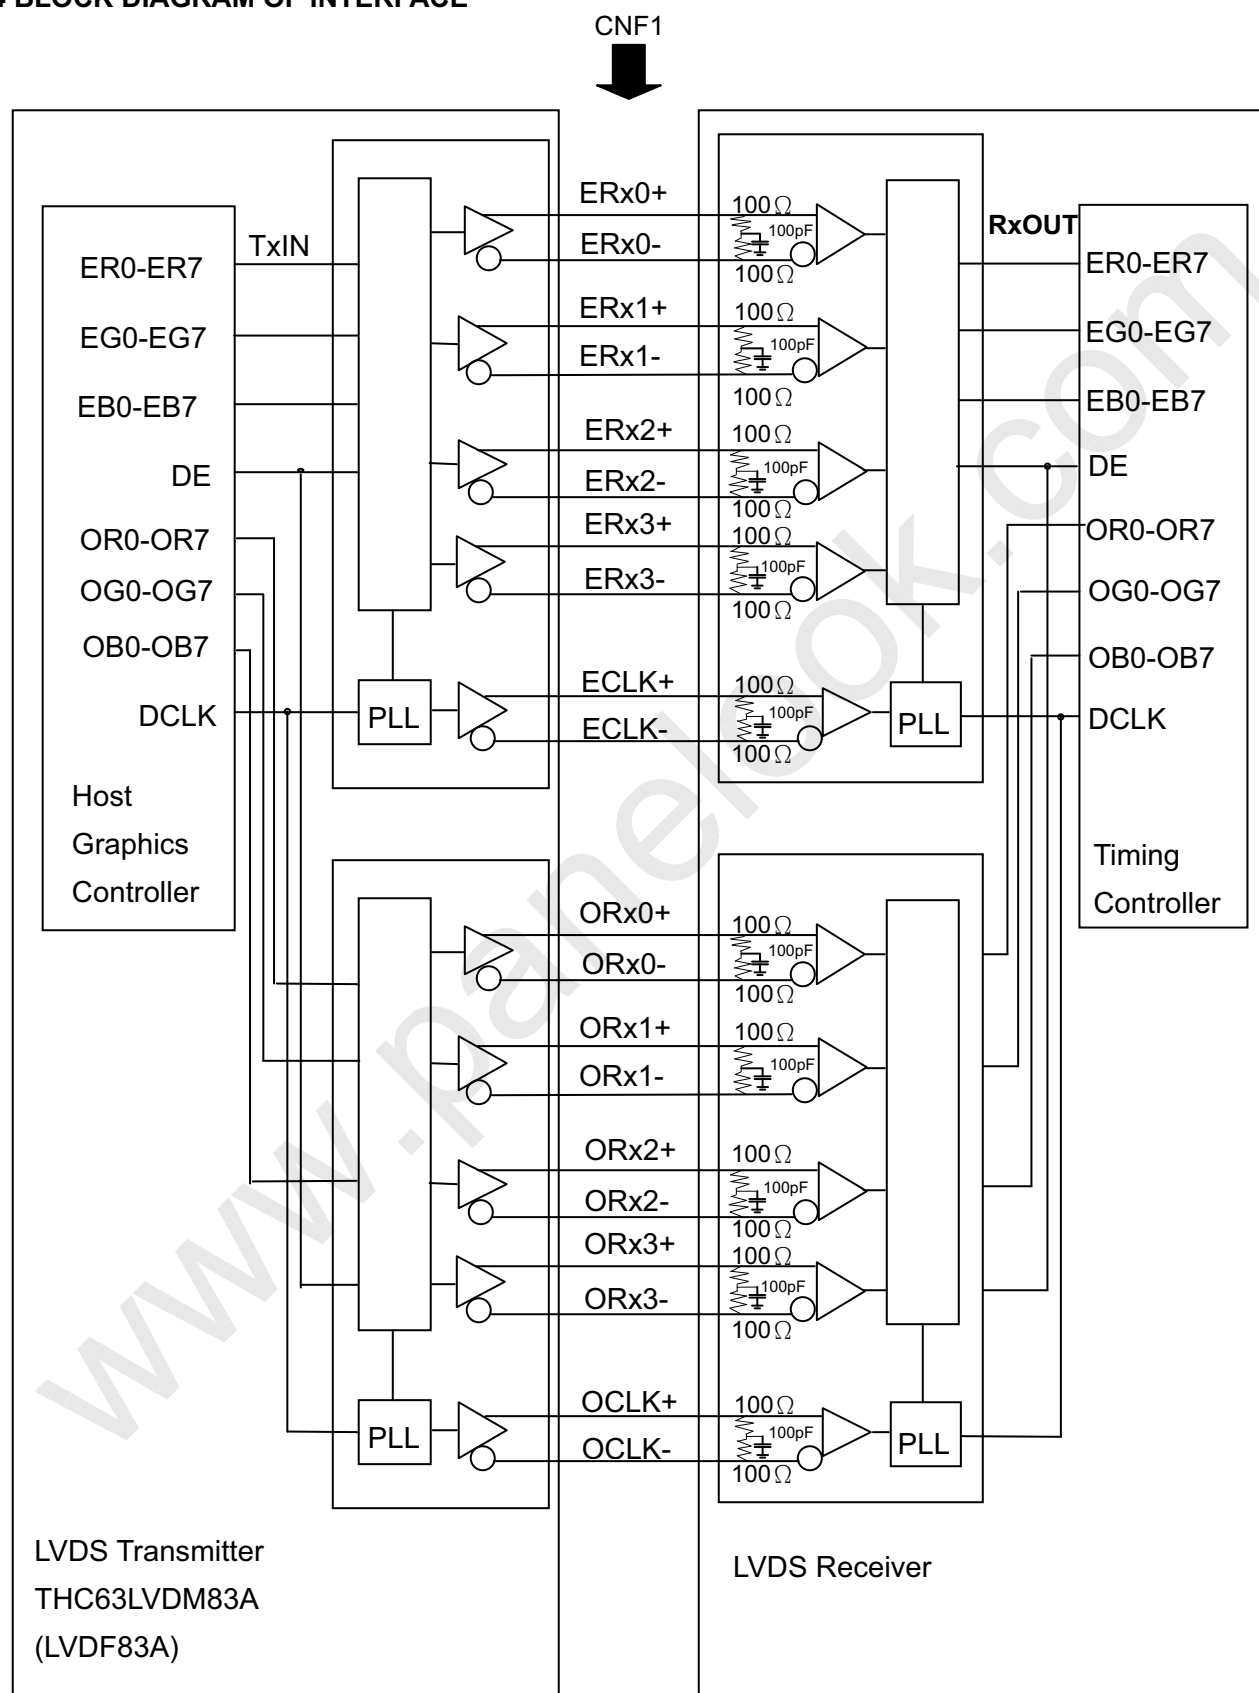 4 BLOCK DIAGRAM OF INTERFACE
CNF1
ERx0+
100Ω
RxOUT
TxIN
ERx0-
100pF
ER0-ER7
100Ω
ER0-ER7
ERx1+
100Ω
EG0-EG7
ERx1-
100pF
EG0-EG7
100Ω
EB0-EB7
EB0-EB7
ERx2+
100Ω
DE
ERx2-
100pF
DE
100Ω
OR0-OR7
ERx3+
100Ω
OR0-OR7
OG0-OG7
ERx3-
100pF
OG0-OG7
100Ω
OB0-OB7
OB0-OB7
ECLK+
100Ω
DCLK
PLL
ECLK-
100pF
PLL
DCLK
100Ω
Host
Graphics
Controller
Timing
Controller
ORx0+
100Ω
ORx0-
100pF
100Ω
ORx1+
100Ω
ORx1-
100pF
ORx2+
100Ω
ORx2-
100pF
100Ω
ORx3+
100Ω
ORx3-
100pF
100Ω
OCLK+
100Ω
PLL
OCLK-
100pF
PLL
100Ω
LVDS Transmitter
THC63LVDM83A
(LVDF83A)
LVDS Receiver
www.panelook.com